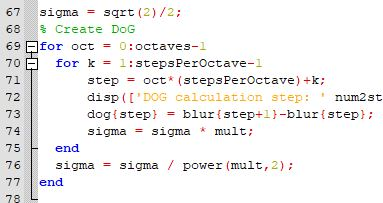 67 sigma = sqrt(2)/2;
68 % Create DoG
69 for oct = 0:octaves-1
70 for k = 1:stepsPerOctave-1
71 step = oct*(stepsPerOctave)+k;
72 disp(['DOG calculation step: ' num2st
73 dog{step} = blur{step+1}-blur{step};
74 sigma = sigma * mult;
75 end
76 sigma = sigma / power(mult,2);
77 end
78